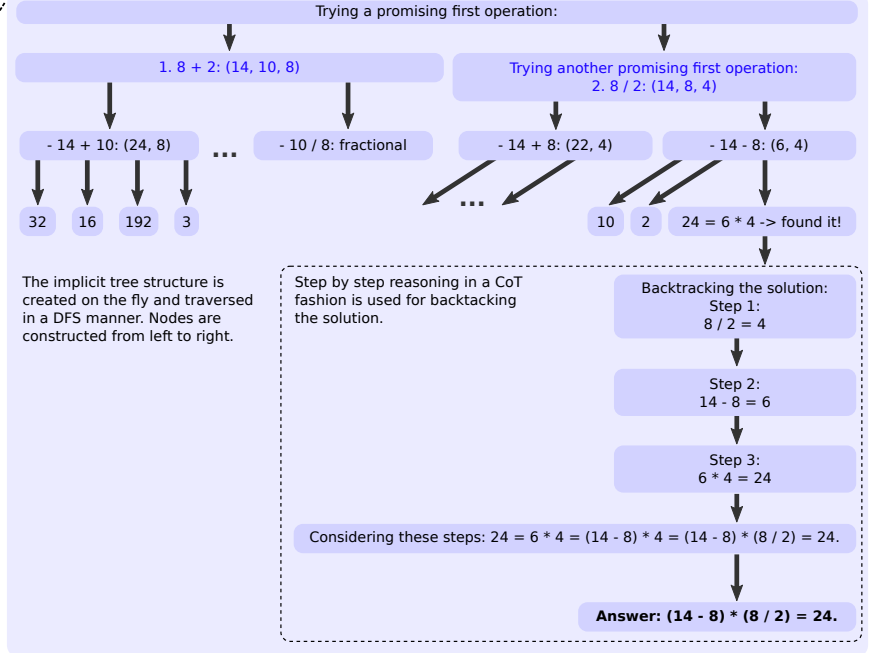 Trying a promising first operation:
1. 8 + 2: (14, 10, 8)
Trying another promising first operation:
2. 8 / 2: (14, 8, 4)
- 14 + 10: (24, 8)
...
- 10 / 8: fractional
- 14 + 8: (22, 4)
- 14 - 8: (6, 4)
...
32
16
192
3
10
2
24 = 6 * 4 -> found it!
The implicit tree structure is
created on the fly and traversed
in a DFS manner. Nodes are
constructed from left to right.
Step by step reasoning in a CoT
fashion is used for backtacking
the solution.
Backtracking the solution:
Step 1:
8 / 2 = 4
Step 2:
14 - 8 = 6
Step 3:
6 * 4 = 24
Considering these steps: 24 = 6 * 4 = (14 - 8) * 4 = (14 - 8) * (8 / 2) = 24.
Answer: (14 - 8) * (8 / 2) = 24.